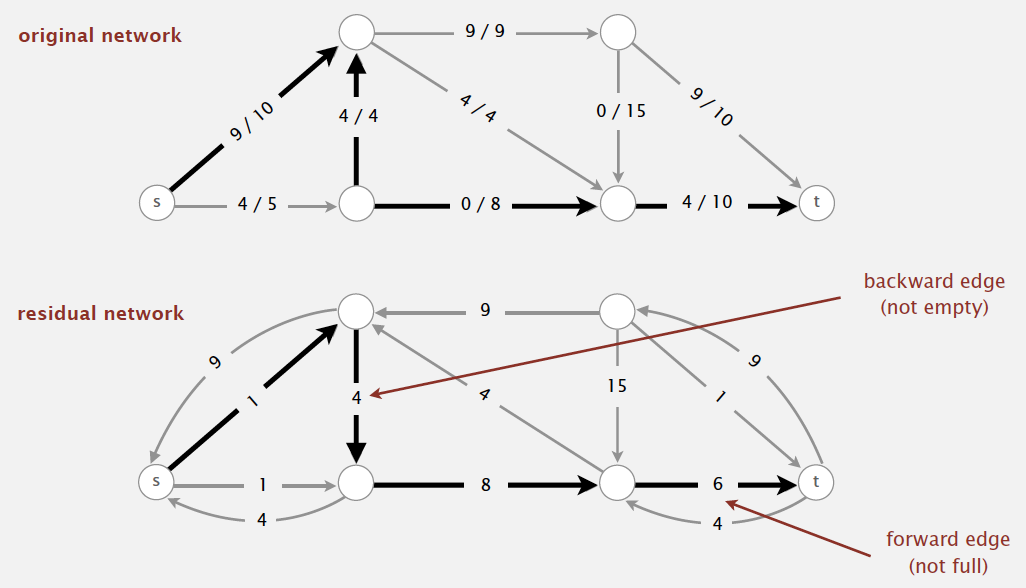 original network
9 / 9
9 / 10
4 / 4
4 / 4
0 / 15
9 / 10
s
4 / 5
0 / 8
4 / 10
t
backward edge
(not empty)
residual network
9
9
1
4
4
15
1
9
s
1
8
6
t
4
4
forward edge
(not full)